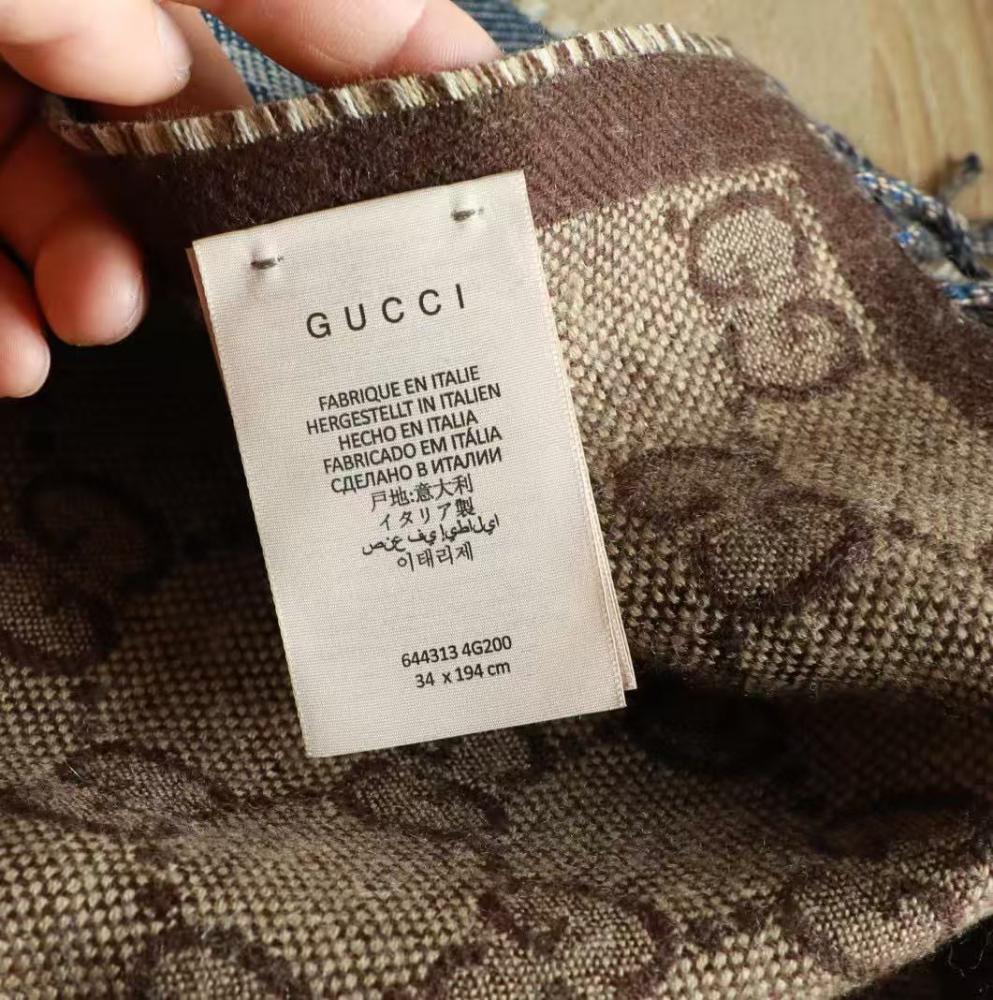 GUCCI
FABRIQUE EN ITALIE
HERGESTELLT IN ITALIEN
HECHO EN ITALIA
FABRICADO EM ITÁLIA
СДЕЛАНО В ИТАЛИИ
戸地:意大利
イタリア製
صنع في إيطاليا
이태리제
644313 4G200
34 x 194 cm